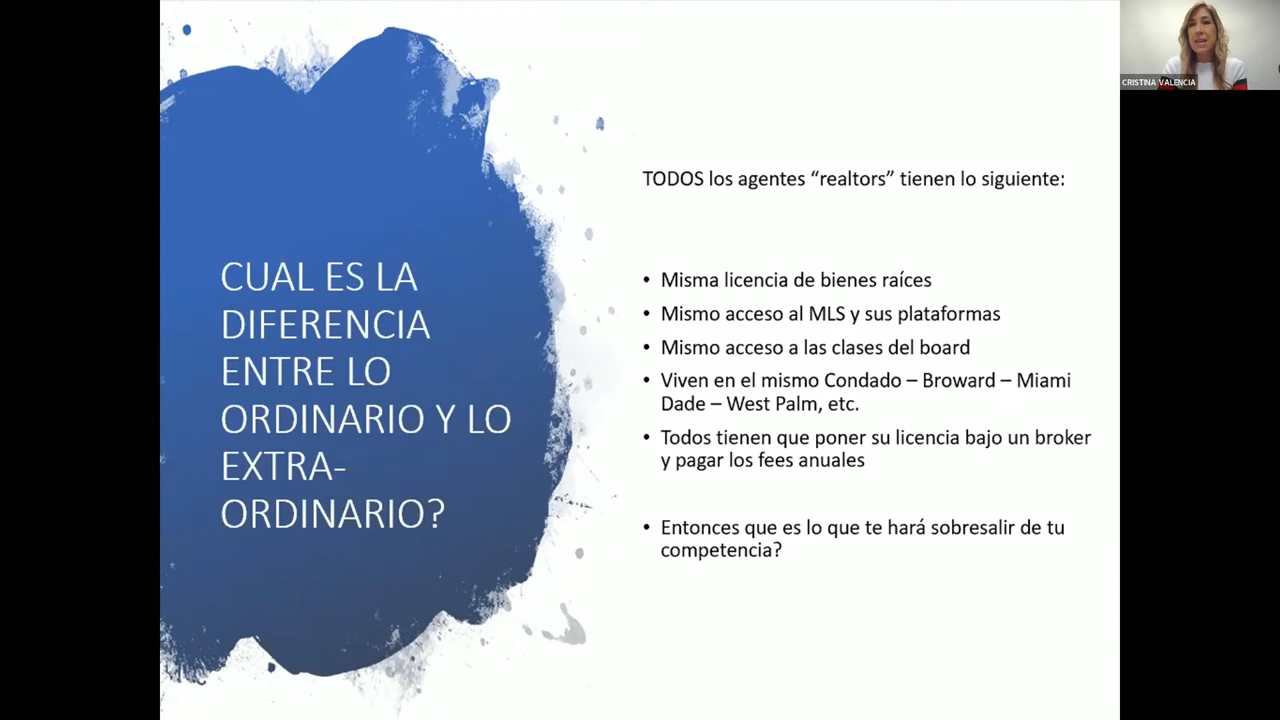 CUAL ES LA
DIFERENCIA
ENTRE LO
ORDINARIO Y LO
EXTRA-
ORDINARIO?
TODOS los agentes “realtors” tienen lo siguiente:
• Misma licencia de bienes raíces
• Mismo acceso al MLS y sus plataformas
• Mismo acceso a las clases del board
• Viven en el mismo Condado – Broward – Miami
Dade – West Palm, etc.
• Todos tienen que poner su licencia bajo un broker
y pagar los fees anuales
• Entonces que es lo que te hará sobresalir de tu
competencia?
CRISTINA VALENCIA